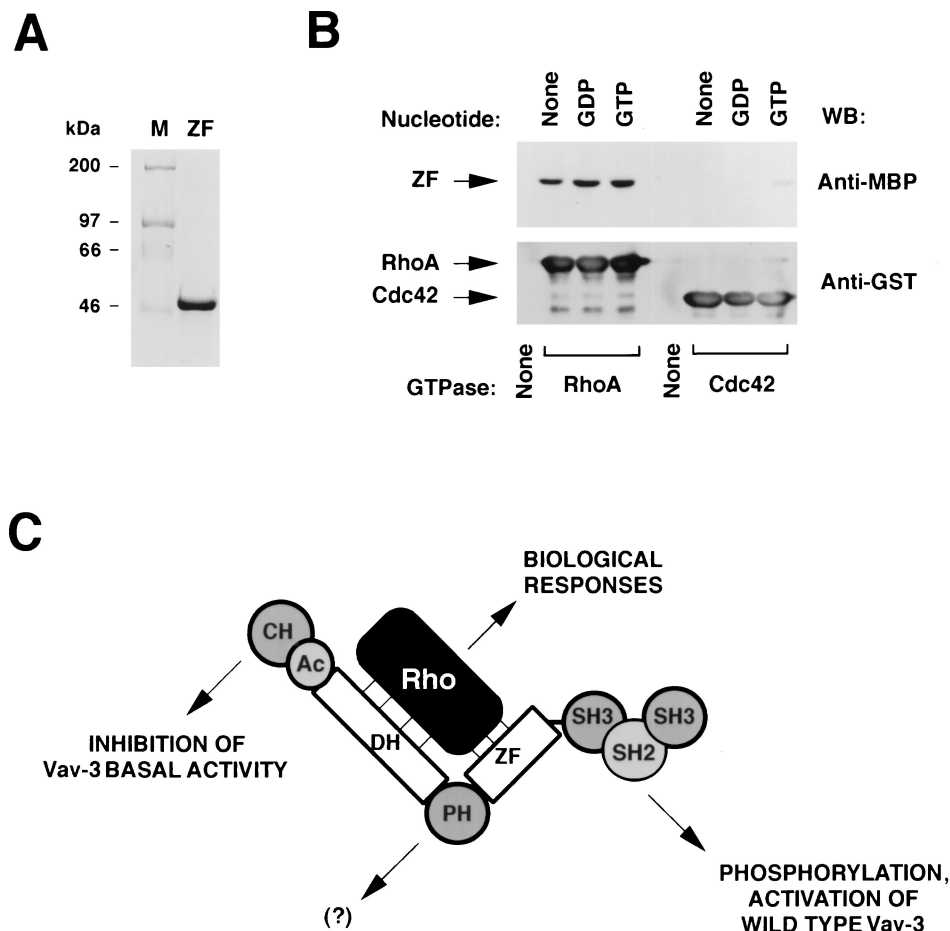 A
kDa M ZF
200 –
97 –
66 –
46 –
B
Nucleotide: None GDP GTP None GDP GTP WB:
ZF Anti-MBP
RhoA
Cdc42 Anti-GST
GTPase: None RhoA None Cdc42
C
BIOLOGICAL
RESPONSES
CH
Ac
Rho
DH
ZF
SH3
SH3
SH2
PH
INHIBITION OF
Vav-3 BASAL ACTIVITY
(?)
PHOSPHORYLATION,
ACTIVATION OF
WILD TYPE Vav-3